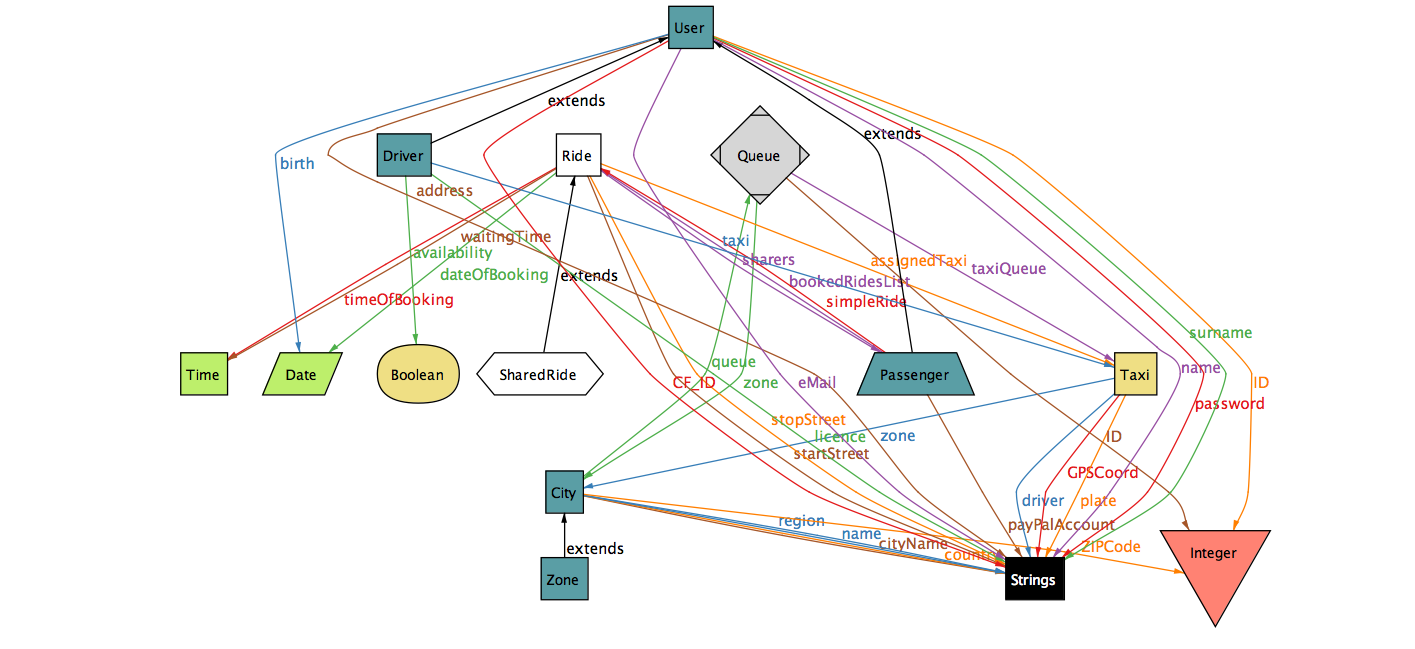 User
extends
Driver
Ride
Queue
extends
birth
address
waitingTime
taxi
availability
sharers
assignedTaxi
taxiQueue
dateOfBooking
extends
bookedRidesList
timeOfBooking
simpleRide
surname
Time
Date
Boolean
SharedRide
queue
Passenger
Taxi
name
CF_ID
zone
eMail
ID
password
stopStreet
licence
zone
ID
startStreet
GPSCoord
City
driver
plate
region
payPalAccount
name
cityName
country
ZIPCode
extends
Integer
Zone
Strings